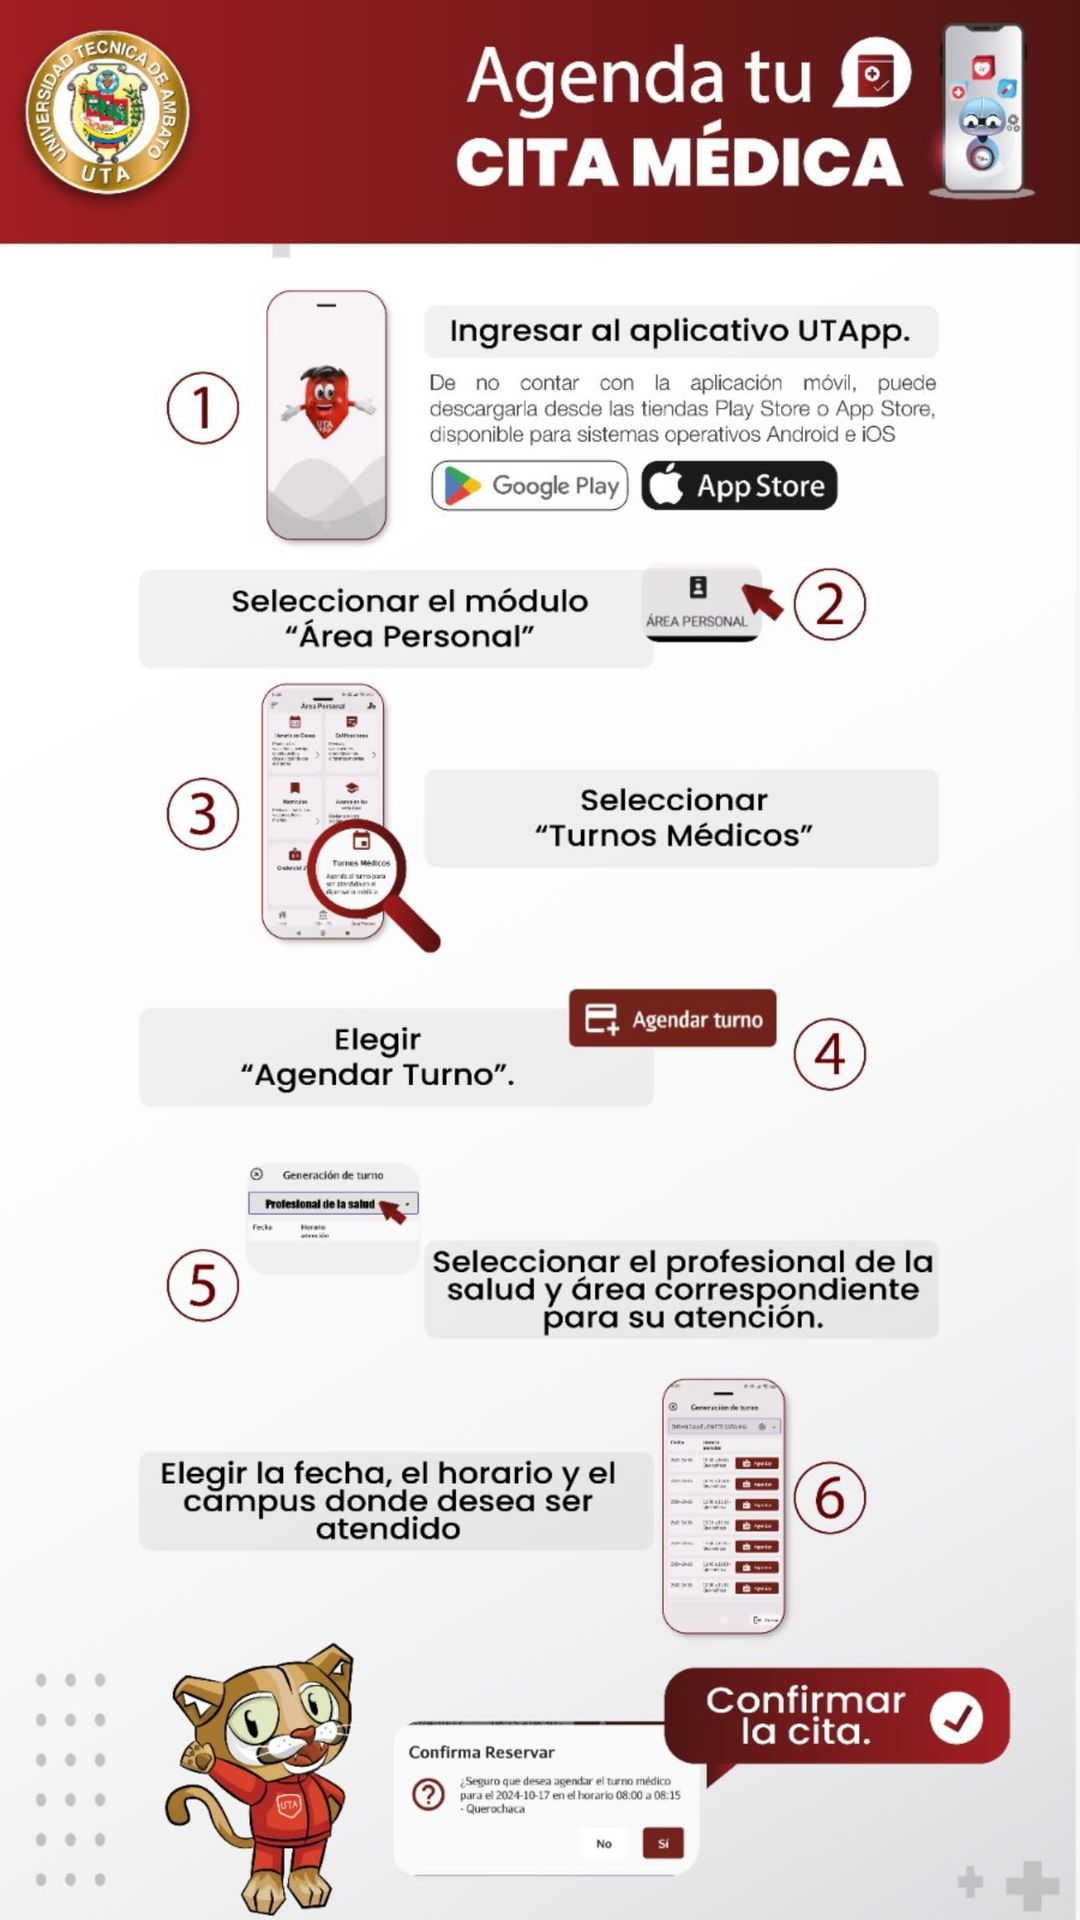 UNIVERSIDAD TECNICA DE AMBATO
UTA
Agenda tu
CITA MÉDICA
1
UTA
app
Ingresar al aplicativo UTApp.
De no contar con la aplicación móvil, puede
descargarla desde las tiendas Play Store o App Store,
disponible para sistemas operativos Android e iOS
Google Play
App Store
Seleccionar el módulo
“Área Personal”
ÁREA PERSONAL
2
3
Área Personal
Horario de Clases
Calificaciones
Matrículas
Turnos Médicos
Agenda el turno para
ser atendido en el
Seleccionar
“Turnos Médicos”
Elegir
“Agendar Turno”.
Agendar turno
4
5
Generación de turno
Profesional de la salud
Fecha
Horario
atención
Seleccionar el profesional de la
salud y área correspondiente
para su atención.
Elegir la fecha, el horario y el
campus donde desea ser
atendido
Generación de turno
6
Confirmar
la cita.
UTA
Confirma Reservar
¿Seguro que desea agendar el turno médico
para el 2024-10-17 en el horario 08:00 a 08:15
- Querochaca
No
Sí